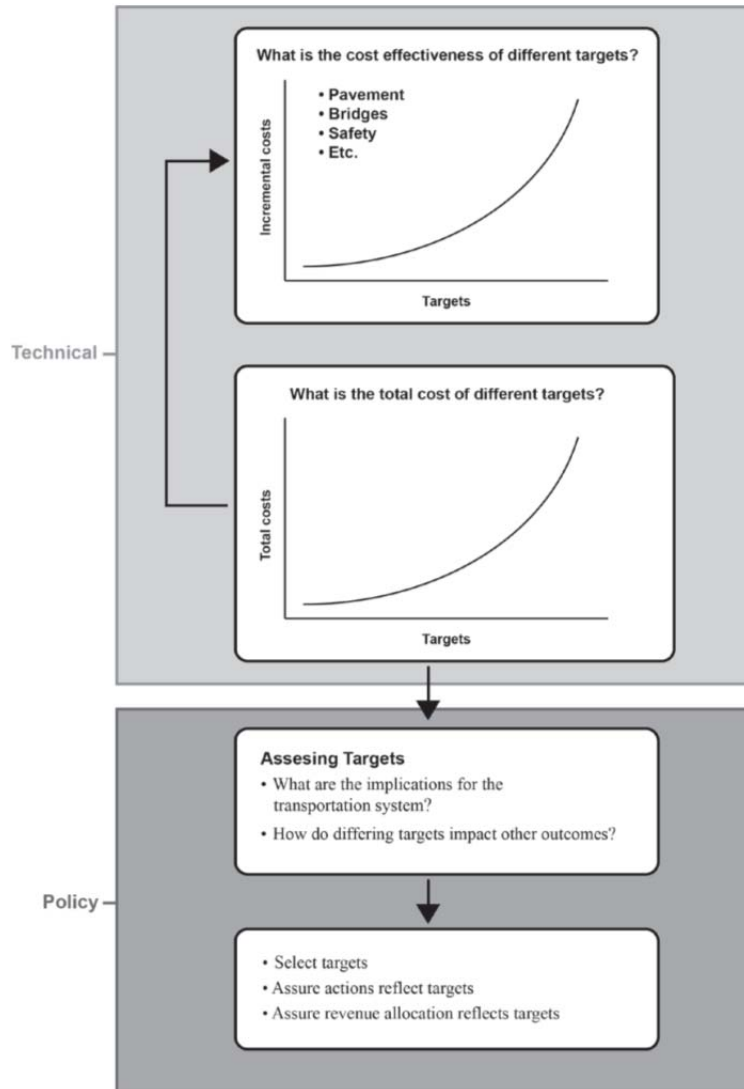 What is the cost effectiveness of different targets?
• Pavement
• Bridges
• Safety
• Etc.
Incremental costs
Targets
Technical
What is the total cost of different targets?
Total costs
Targets
Assesing Targets
• What are the implications for the
transportation system?
• How do differing targets impact other outcomes?
Policy
• Select targets
• Assure actions reflect targets
• Assure revenue allocation reflects targets